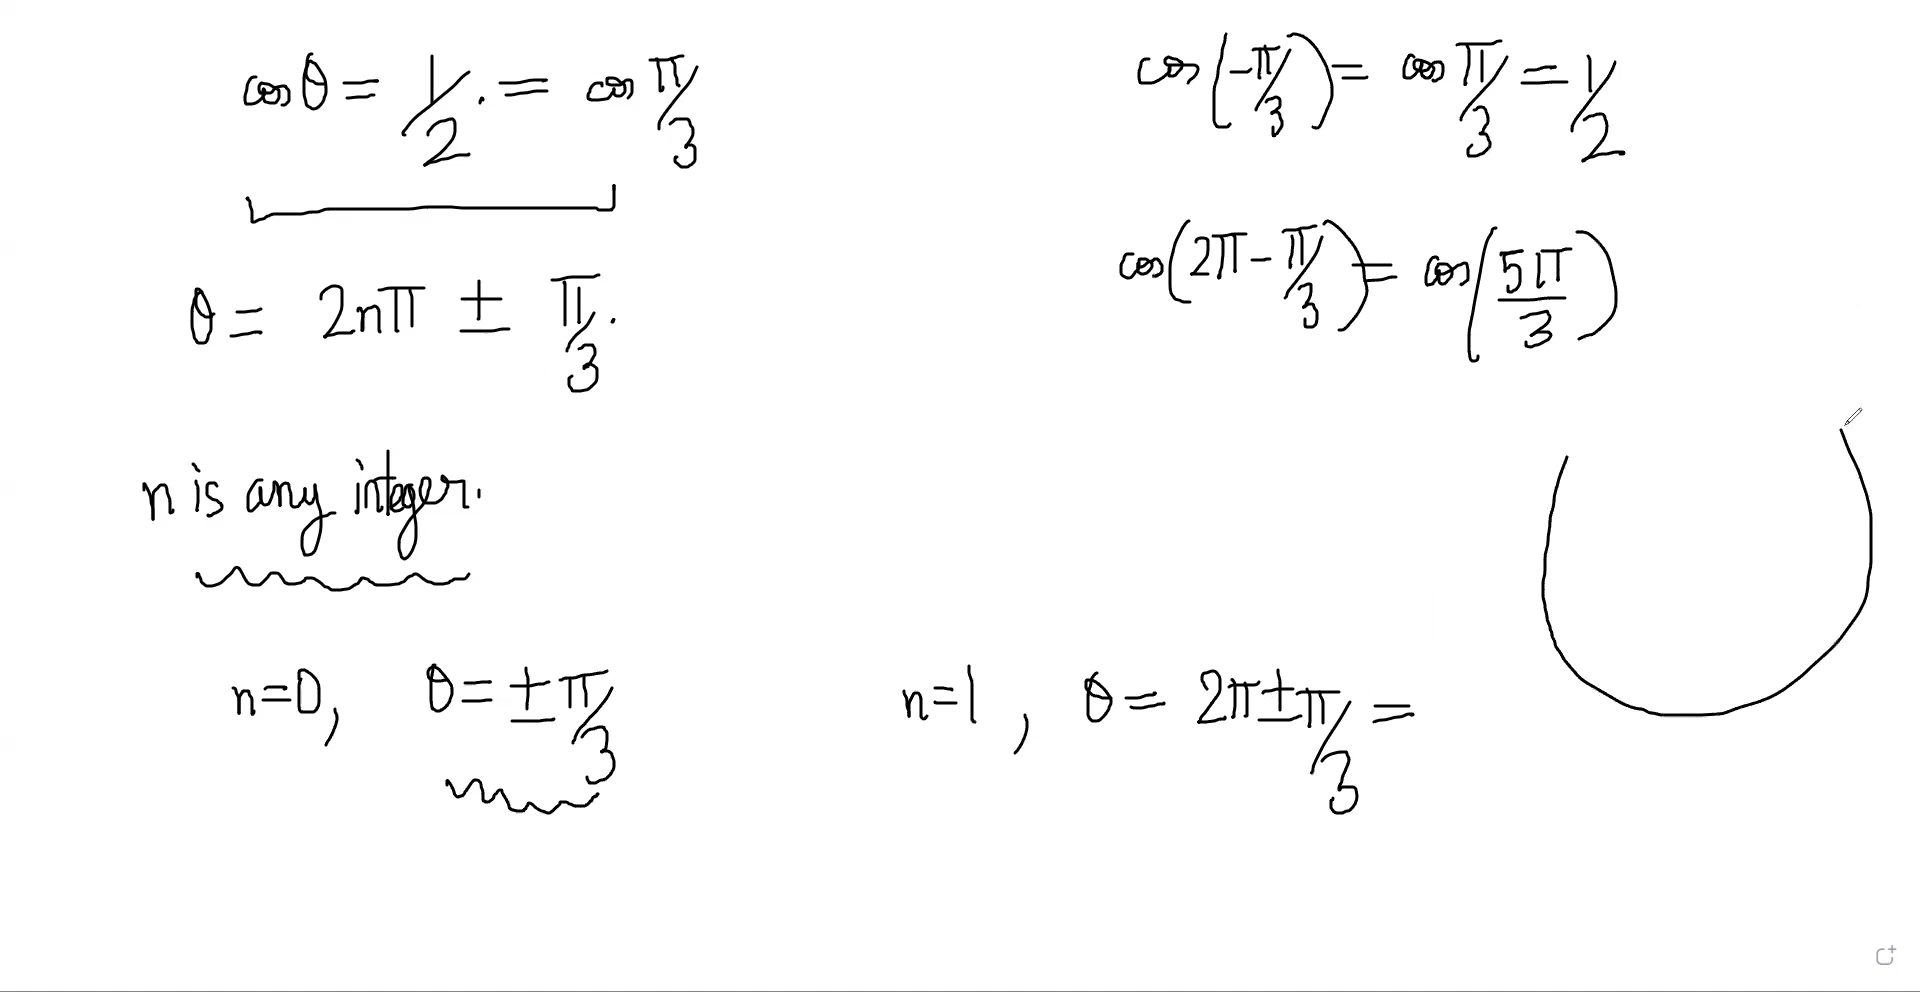 cosθ = 1/2. = cos π/3
θ = 2nπ ± π/3.
n is any integer.
n=0, θ = ±π/3
cos(-π/3) = cos π/3 = 1/2
cos(2π - π/3) = cos(5π/3)
n=1, θ = 2π ± π/3 =